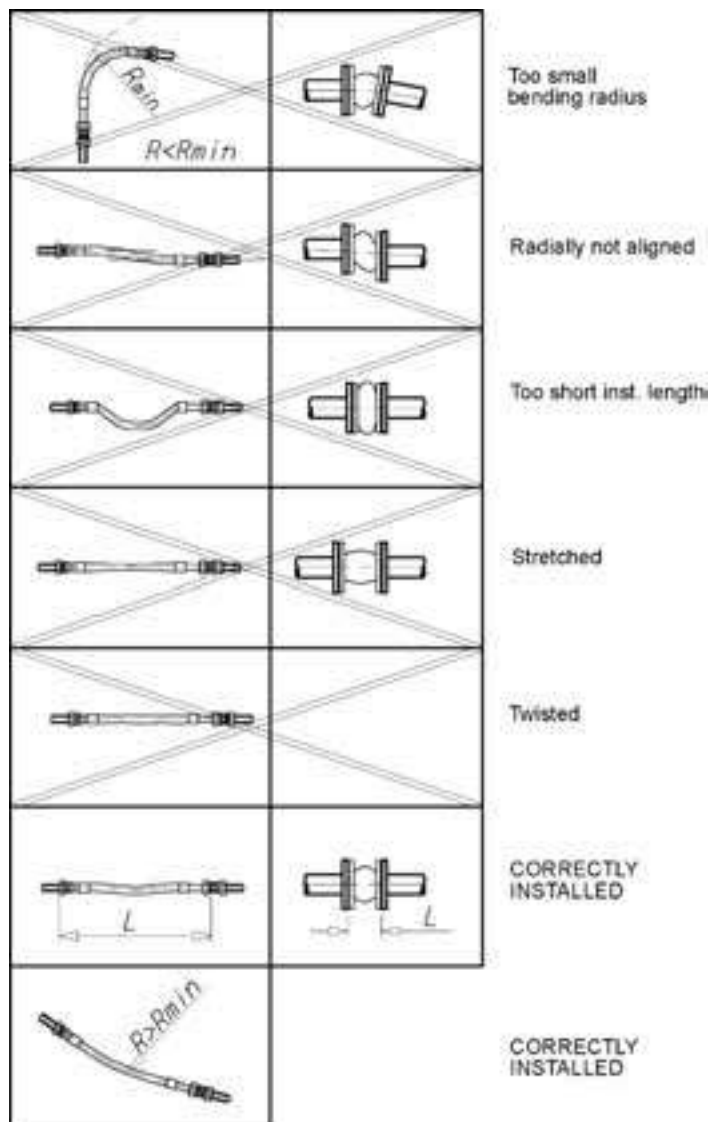 Rmin
R<Rmin
Too small
bending radius
Radially not aligned
Too short inst. length
Stretched
Twisted
L
L
CORRECTLY
INSTALLED
R>Rmin
CORRECTLY
INSTALLED